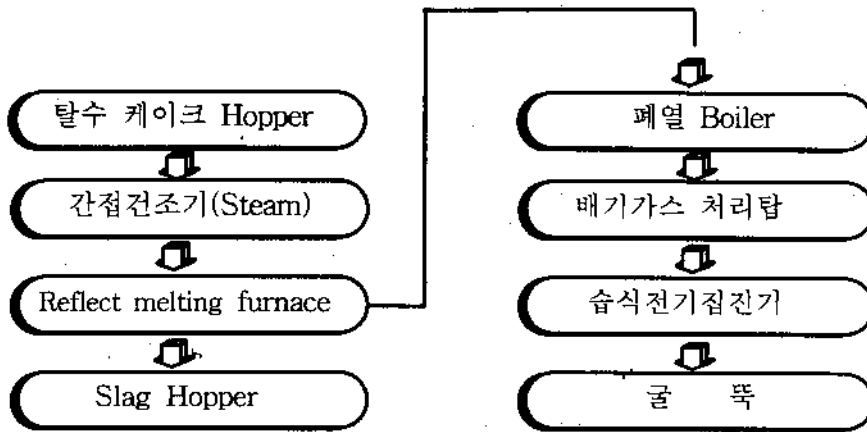 탈수 케이크 Hopper
간접건조기(Steam)
Reflect melting furnace
Slag Hopper
폐열 Boiler
배기가스 처리탑
습식전기집진기
굴 뚝